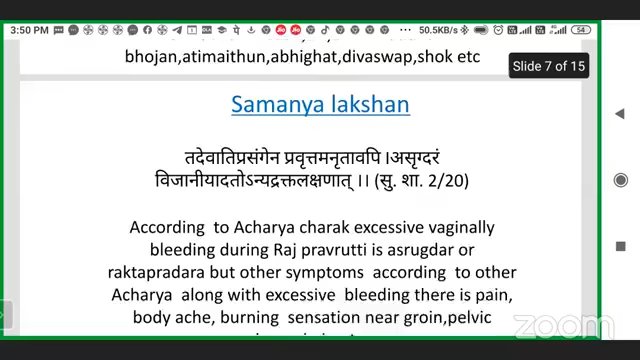 3:50 PM
50.5KB/s
54
bhojan,atimaithun,abhighat,divaswap,shok etc
Slide 7 of 15
Samanya lakshan
तदेवातिप्रसंगेन प्रवृत्तमनृतावपि ।असृग्दरं
विजानीयादतोऽन्यद्रक्तलक्षणात् ।। (सु. शा. 2/20)
According to Acharya charak excessive vaginally
bleeding during Raj pravrutti is asrugdar or
raktapradara but other symptoms according to other
Acharya along with excessive bleeding there is pain,
body ache, burning sensation near groin,pelvic
zoom